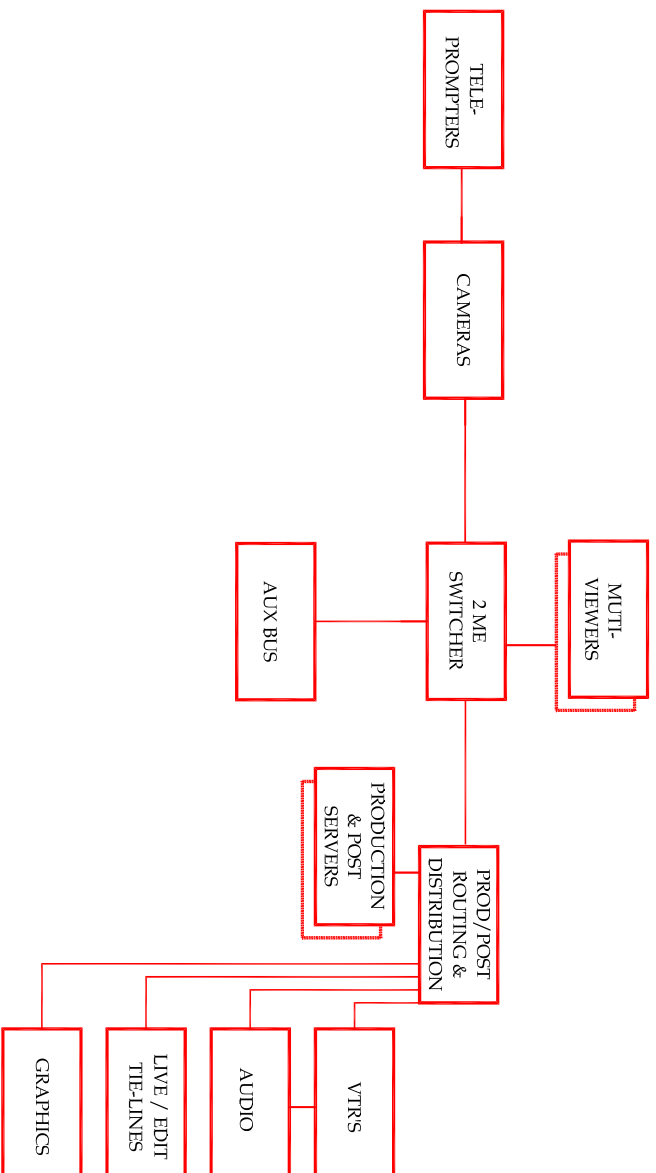 TELE-
PROMPTERS
CAMERAS
MUTI-
VIEWERS
2 ME
SWITCHER
AUX BUS
PRODUCTION
& POST
SERVERS
PROD/POST
ROUTING &
DISTRIBUTION
VTR'S
AUDIO
LIVE / EDIT
TIE-LINES
GRAPHICS